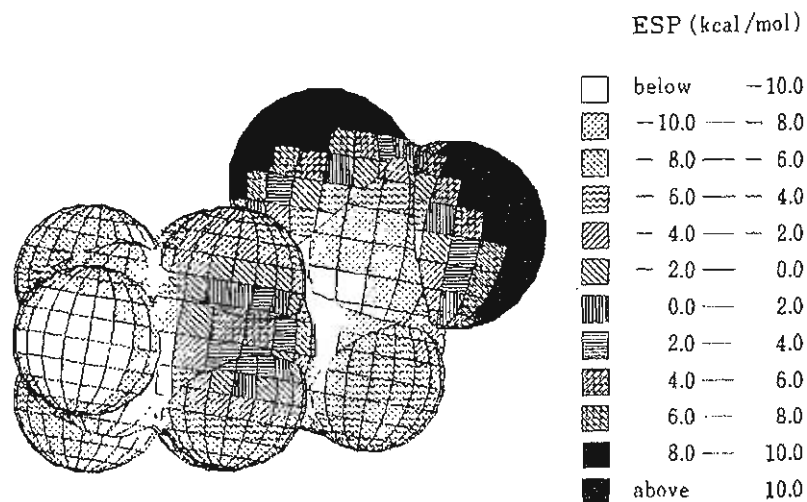 ESP (kcal/mol)
below −10.0
−10.0 — − 8.0
− 8.0 — − 6.0
− 6.0 — − 4.0
− 4.0 — − 2.0
− 2.0 — 0.0
0.0 — 2.0
2.0 — 4.0
4.0 — 6.0
6.0 — 8.0
8.0 — 10.0
above 10.0